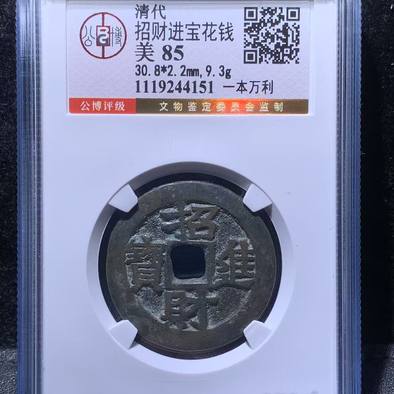 清代
招财进宝花钱
美 85
30.8*2.2mm,9.3g
1119244151 一本万利
公博评级 文物鉴定委员会监制
招財進寶